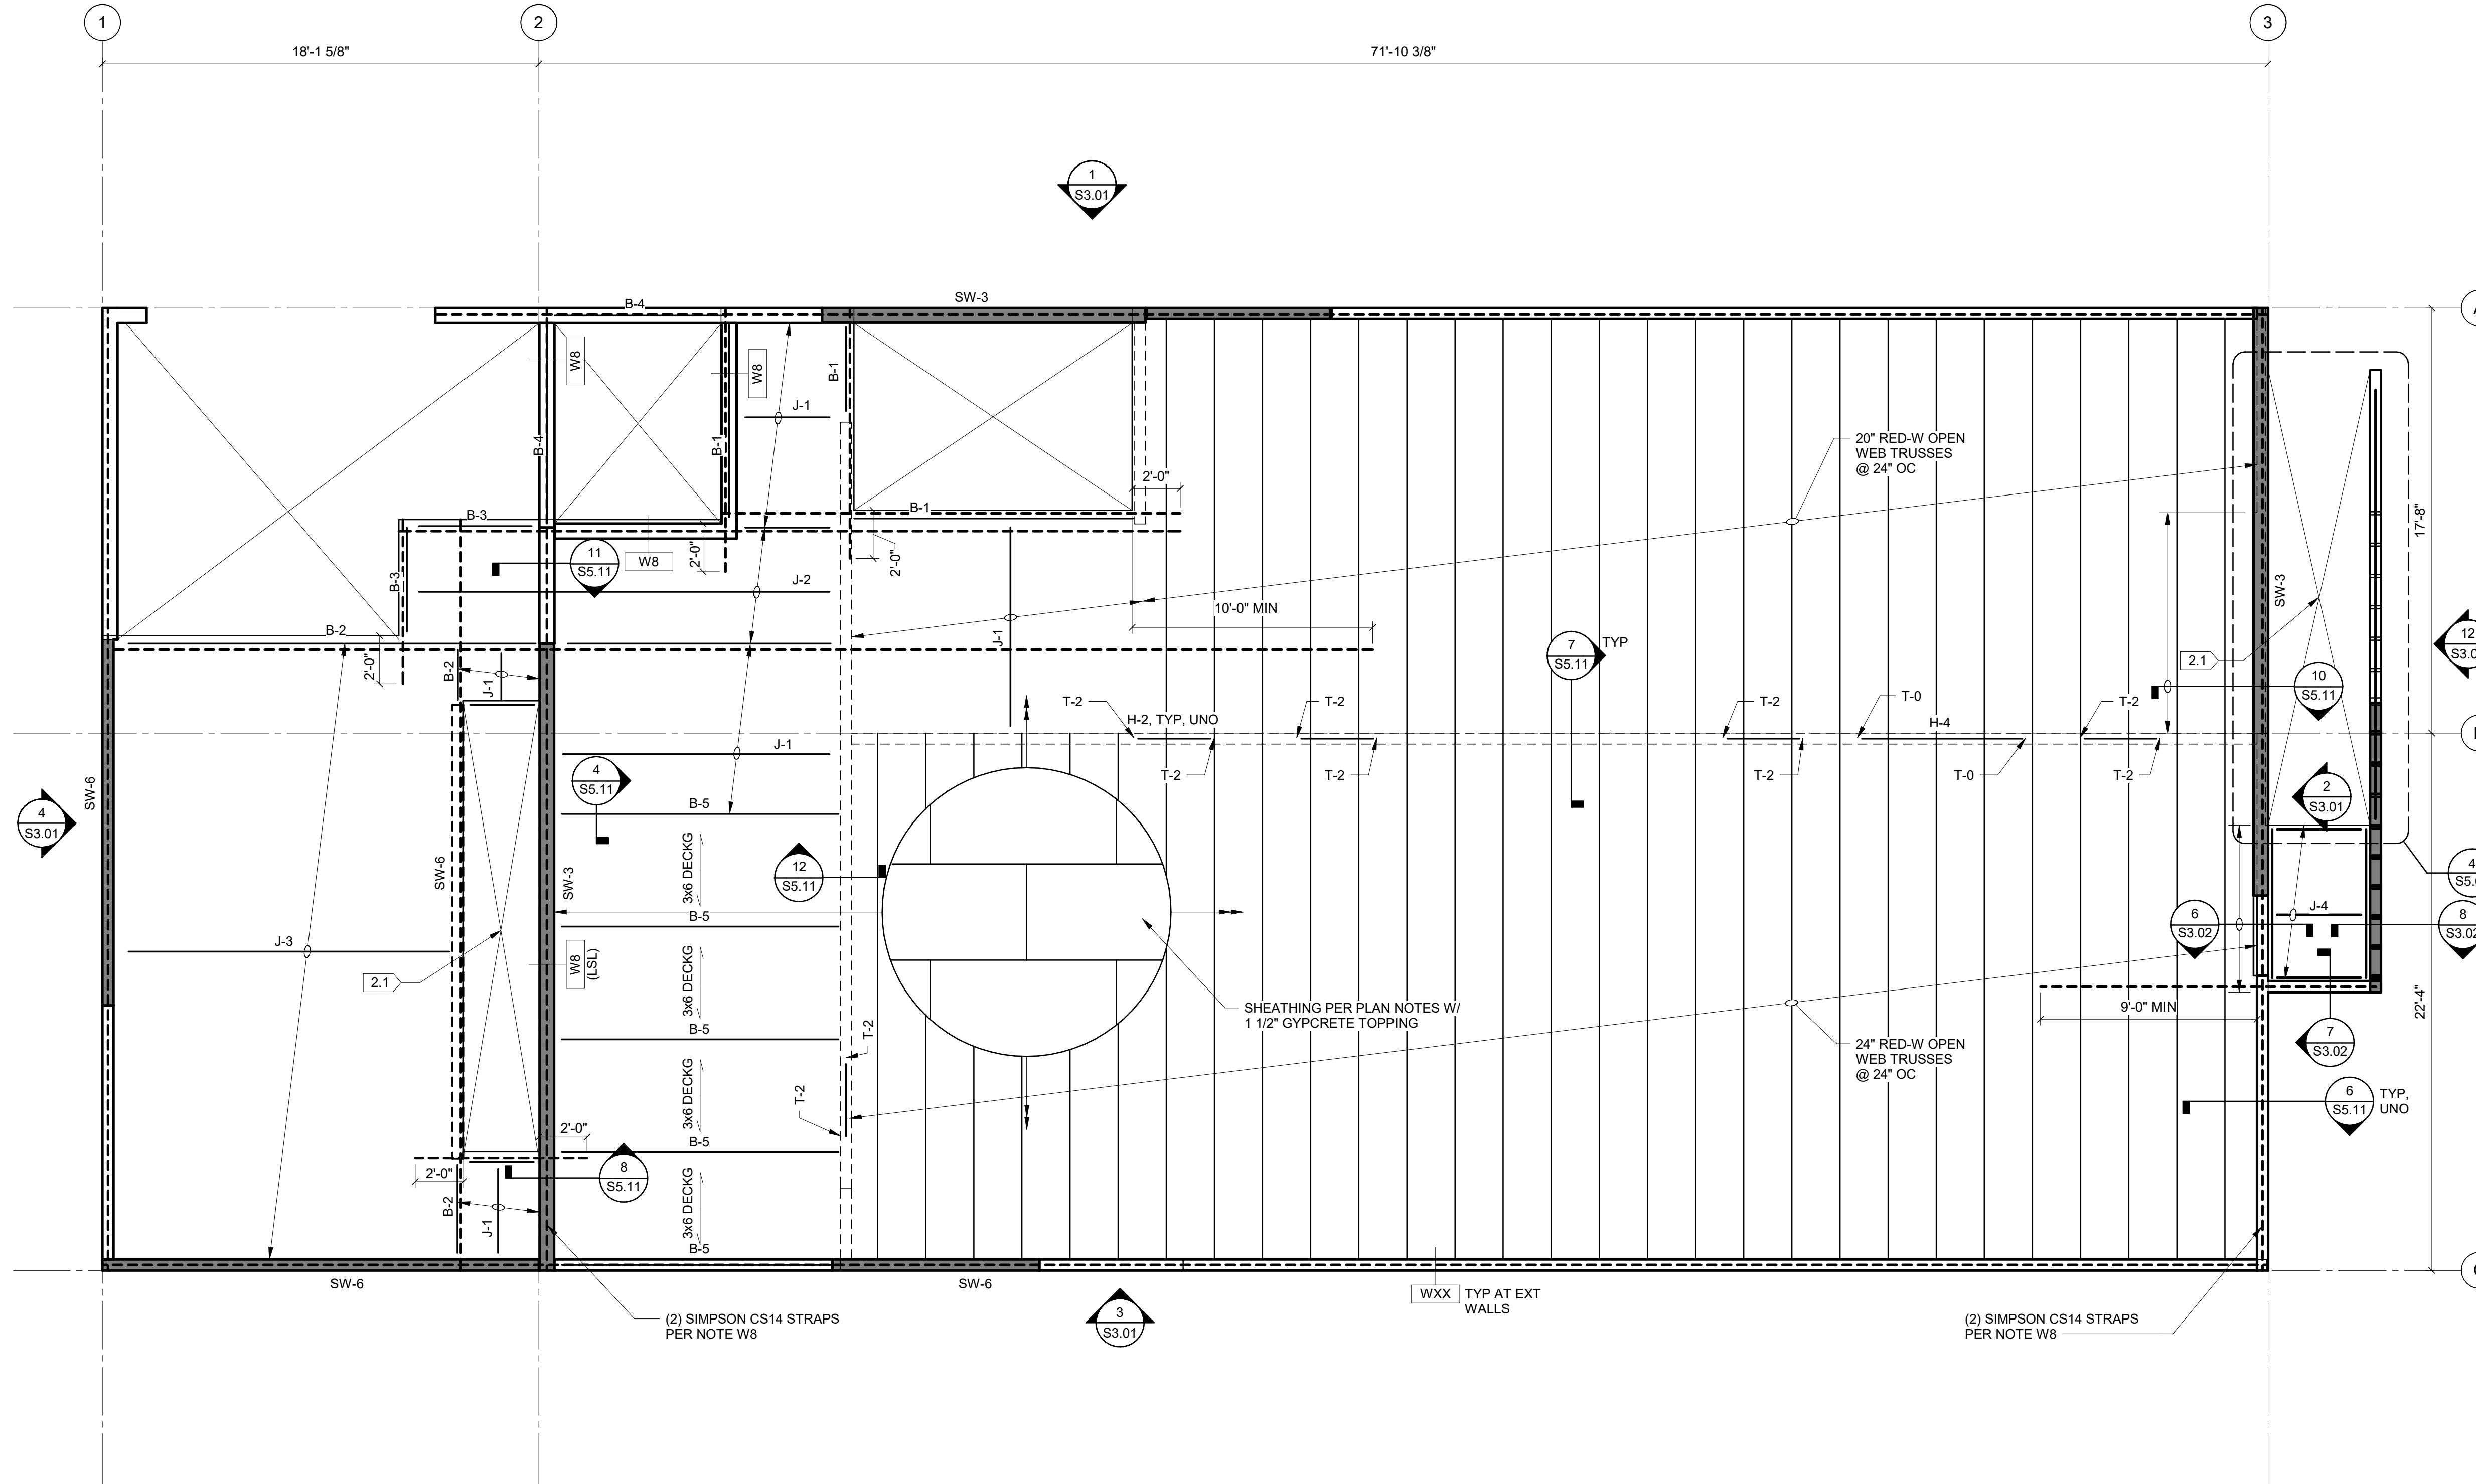 1
2
3
18'-1 5/8"
71'-10 3/8"
1
S3.01
B-4
SW-3
W8
W8
B-1
J-1
B-4
B-1
20" RED-W OPEN
WEB TRUSSES
@ 24" OC
2'-0"
B-3
B-1
17'-8"
11
S5.11
W8
2'-0"
2'-0"
B-3
J-2
SW-3
10'-0" MIN
B-2
J-1
7
S5.11
TYP
12
2.1
2'-0"
B-2
J-1
10
S5.11
T-2
H-2, TYP, UNO
T-2
T-2
T-0
H-4
T-2
J-1
T-2
T-2
T-2
T-0
T-2
4
S5.11
SW-6
4
S3.01
B-5
2
S3.01
3x6 DECKG
SW-6
SW-3
12
S5.11
4
B-5
J-4
6
S3.02
8
J-3
W8
(LSL)
2.1
3x6 DECKG
SHEATHING PER PLAN NOTES W/
1 1/2" GYPCRETE TOPPING
9'-0" MIN
22'-4"
B-5
T-2
7
S3.02
24" RED-W OPEN
WEB TRUSSES
@ 24" OC
3x6 DECKG
T-2
6
S5.11
TYP,
UNO
2'-0"
B-5
2'-0"
8
S5.11
B-2
J-1
3x6 DECKG
B-5
SW-6
SW-6
WXX
TYP AT EXT
WALLS
(2) SIMPSON CS14 STRAPS
PER NOTE W8
3
S3.01
(2) SIMPSON CS14 STRAPS
PER NOTE W8